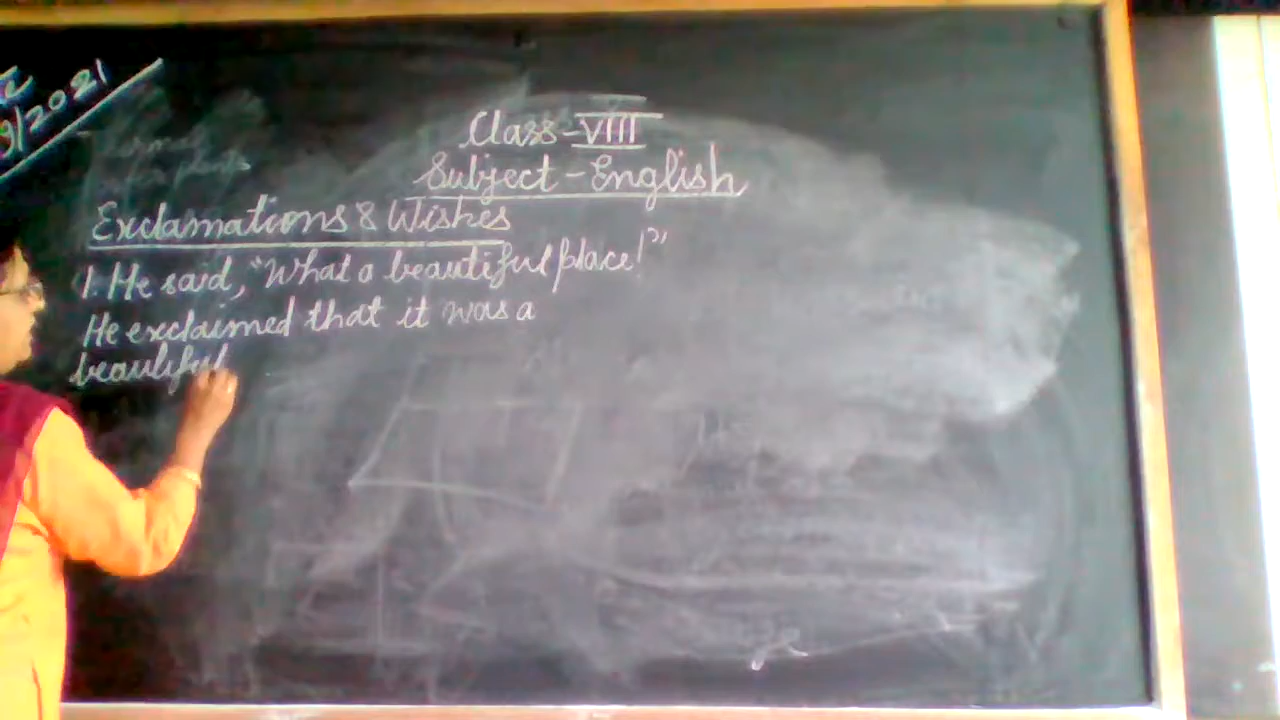 9/2021
Class-VIII
Subject-English
Exclamations & Wishes
1. He said, "What a beautiful place!"
He exclaimed that it was a
beautiful